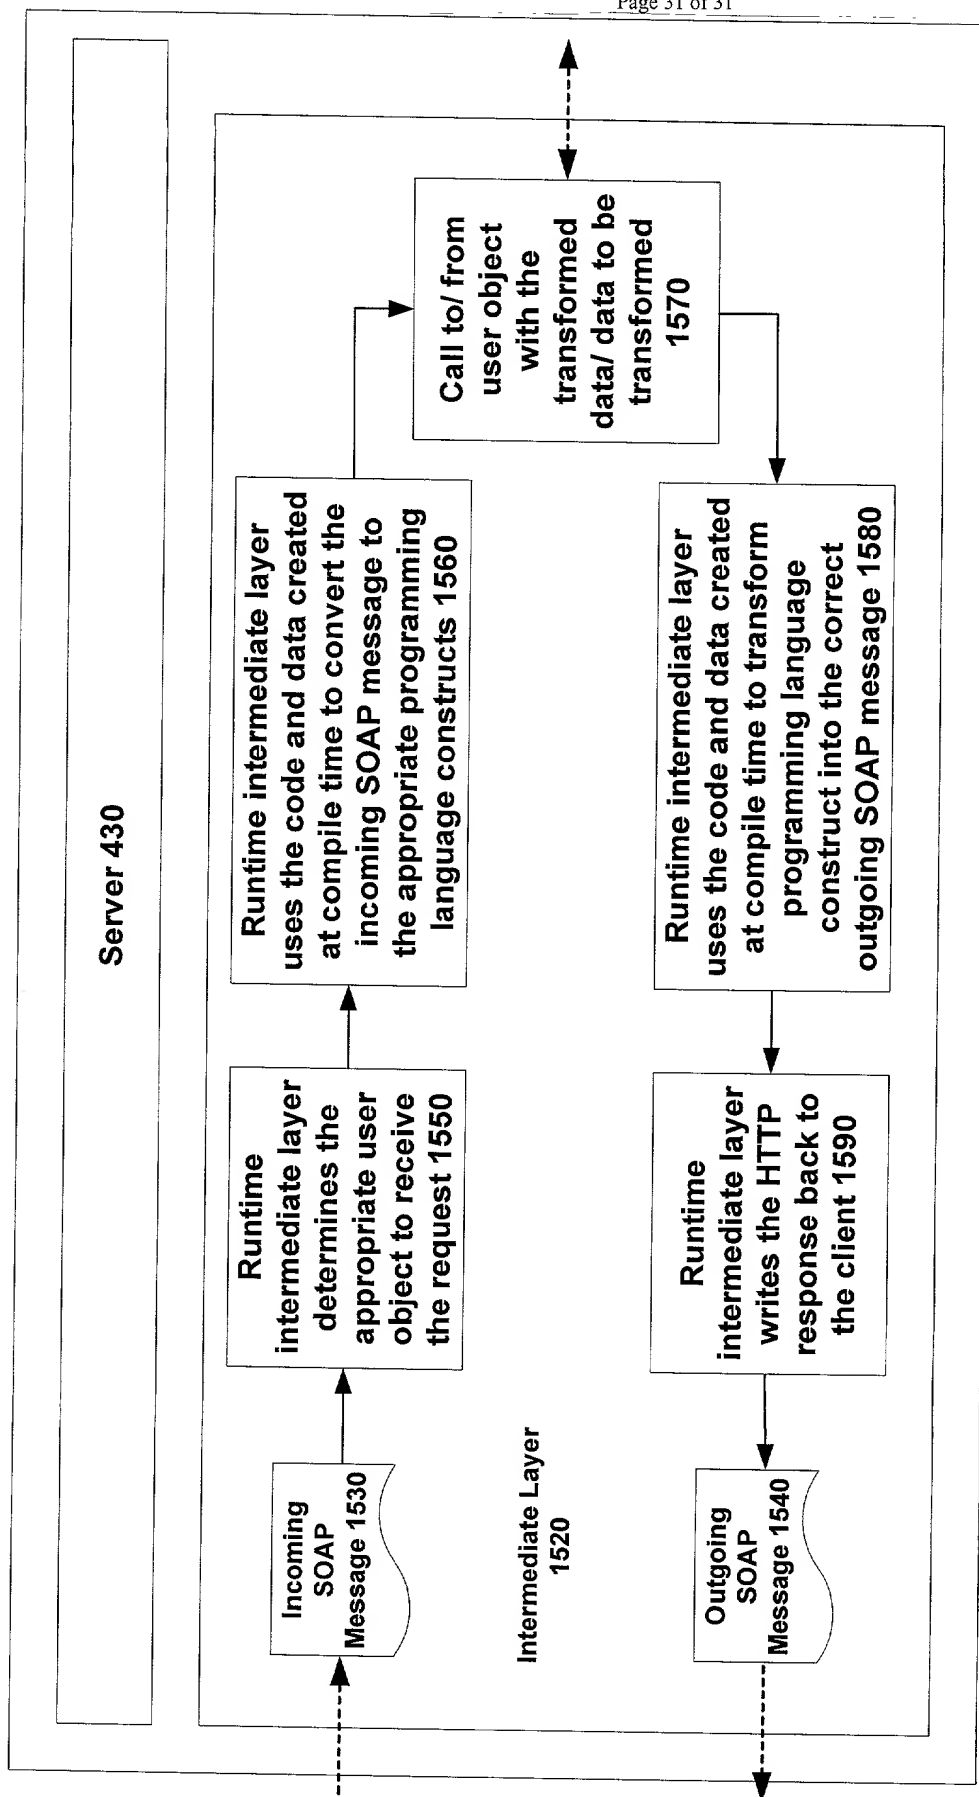 Page 31 of 31
Server 430
Incoming
SOAP
Message 1530
Runtime
intermediate layer
determines the
appropriate user
object to receive
the request 1550
Runtime intermediate layer
uses the code and data created
at compile time to convert the
incoming SOAP message to
the appropriate programming
language constructs 1560
Call to/ from
user object
with the
transformed
data/ data to be
transformed
1570
Intermediate Layer
1520
Outgoing
SOAP
Message 1540
Runtime
intermediate layer
writes the HTTP
response back to
the client 1590
Runtime intermediate layer
uses the code and data created
at compile time to transform
programming language
construct into the correct
outgoing SOAP message 1580